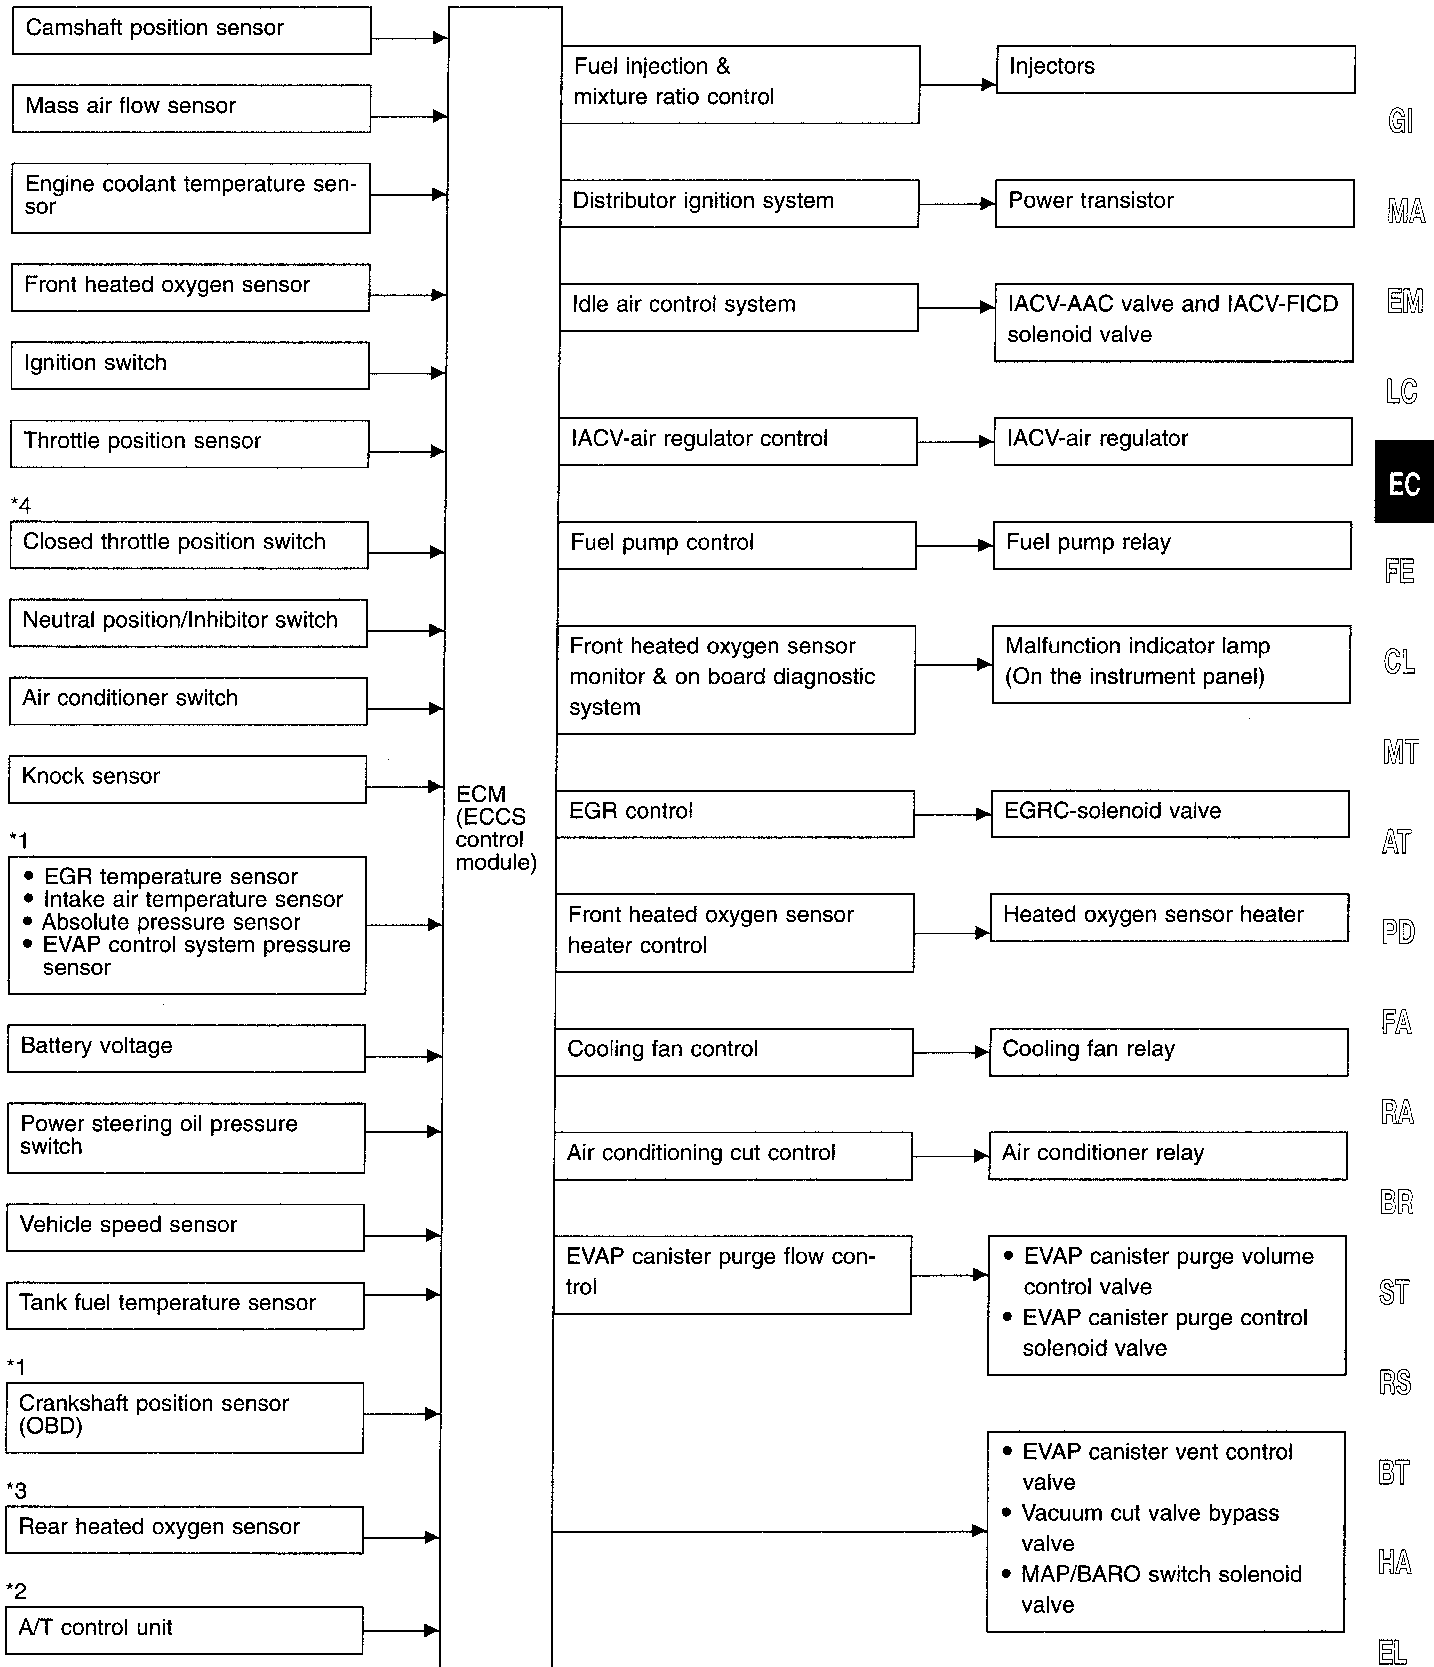 Camshaft position sensor
Mass air flow sensor
Engine coolant temperature sen-
sor
Front heated oxygen sensor
Ignition switch
Throttle position sensor
*4
Closed throttle position switch
Neutral position/Inhibitor switch
Air conditioner switch
Knock sensor
*1
• EGR temperature sensor
• Intake air temperature sensor
• Absolute pressure sensor
• EVAP control system pressure
sensor
Battery voltage
Power steering oil pressure
switch
Vehicle speed sensor
Tank fuel temperature sensor
*1
Crankshaft position sensor
(OBD)
*3
Rear heated oxygen sensor
*2
A/T control unit
ECM
(ECCS
control
module)
Fuel injection &
mixture ratio control
Injectors
Distributor ignition system
Power transistor
Idle air control system
IACV-AAC valve and IACV-FICD
solenoid valve
IACV-air regulator control
IACV-air regulator
Fuel pump control
Fuel pump relay
Front heated oxygen sensor
monitor & on board diagnostic
system
Malfunction indicator lamp
(On the instrument panel)
EGR control
EGRC-solenoid valve
Front heated oxygen sensor
heater control
Heated oxygen sensor heater
Cooling fan control
Cooling fan relay
Air conditioning cut control
Air conditioner relay
EVAP canister purge flow con-
trol
• EVAP canister purge volume
control valve
• EVAP canister purge control
solenoid valve
• EVAP canister vent control
valve
• Vacuum cut valve bypass
valve
• MAP/BARO switch solenoid
valve
GI
MA
EM
LC
EC
FE
CL
MT
AT
PD
FA
RA
BR
ST
RS
BT
HA
EL